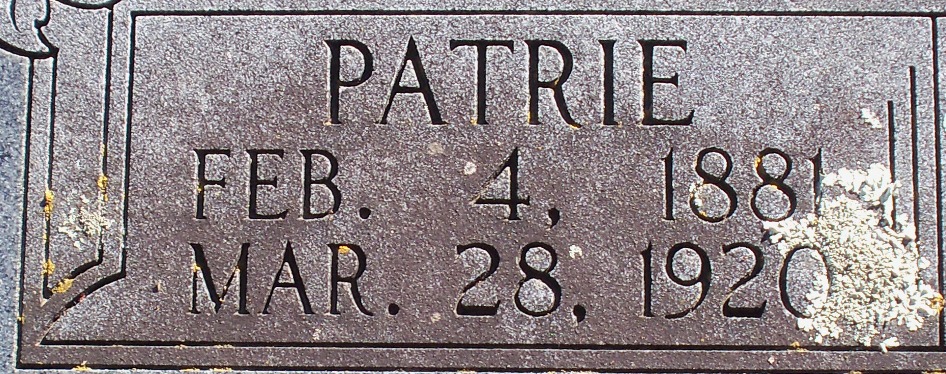 PATRIE
FEB. 4, 1881
MAR. 28, 1920